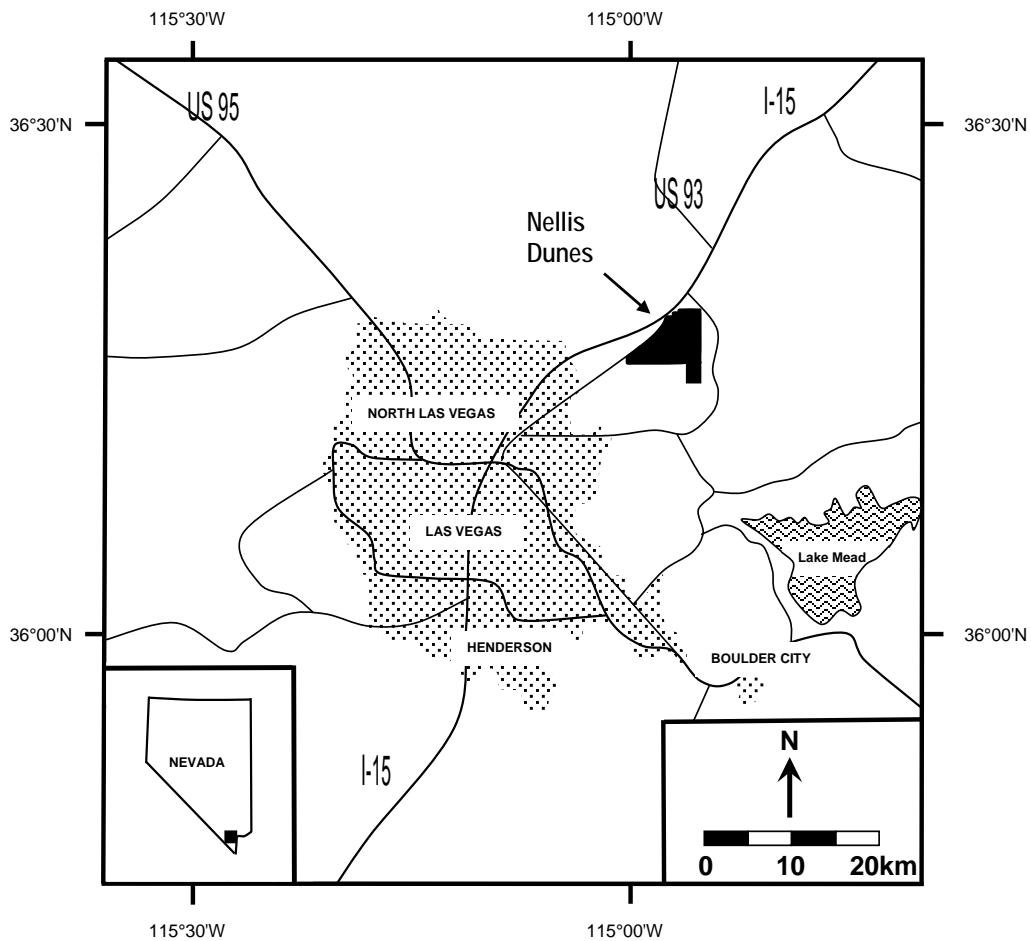 115°30'W
115°00'W
US 95
I-15
36°30'N
36°30'N
US 93
Nellis
Dunes
NORTH LAS VEGAS
LAS VEGAS
Lake Mead
36°00'N
36°00'N
HENDERSON
BOULDER CITY
NEVADA
I-15
N
0
10
20km
115°30'W
115°00'W